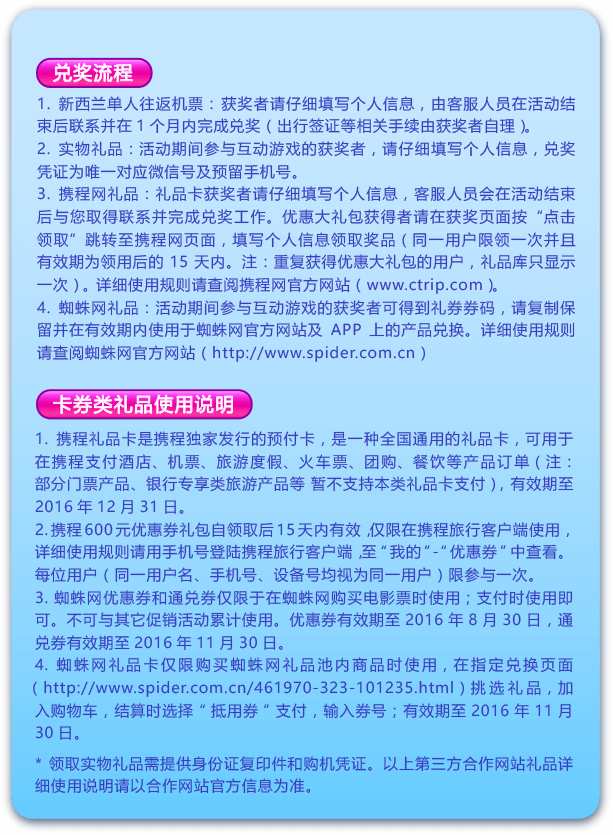 兑奖流程
1. 新西兰单人往返机票：获奖者请仔细填写个人信息，由客服人员在活动结
束后联系并在 1 个月内完成兑奖（出行签证等相关手续由获奖者自理）。
2. 实物礼品：活动期间参与互动游戏的获奖者，请仔细填写个人信息，兑奖
凭证为唯一对应微信号及预留手机号。
3. 携程网礼品：礼品卡获奖者请仔细填写个人信息，客服人员会在活动结束
后与您取得联系并完成兑奖工作。优惠大礼包获得者请在获奖页面按“点击
领取”跳转至携程网页面，填写个人信息领取奖品（同一用户限领一次并且
有效期为领用后的 15 天内。注：重复获得优惠大礼包的用户，礼品库只显示
一次）。详细使用规则请查阅携程网官方网站（www.ctrip.com）。
4. 蜘蛛网礼品：活动期间参与互动游戏的获奖者可得到礼券券码，请复制保
留并在有效期内使用于蜘蛛网官方网站及 APP 上的产品兑换。详细使用规则
请查阅蜘蛛网官方网站（http://www.spider.com.cn）
卡券类礼品使用说明
1. 携程礼品卡是携程独家发行的预付卡，是一种全国通用的礼品卡，可用于
在携程支付酒店、机票、旅游度假、火车票、团购、餐饮等产品订单（注：
部分门票产品、银行专享类旅游产品等 暂不支持本类礼品卡支付），有效期至
2016 年 12 月 31 日。
2.携程600元优惠券礼包自领取后15天内有效，仅限在携程旅行客户端使用，
详细使用规则请用手机号登陆携程旅行客户端，至“我的”-“优惠券”中查看。
每位用户（同一用户名、手机号、设备号均视为同一用户）限参与一次。
3. 蜘蛛网优惠券和通兑券仅限于在蜘蛛网购买电影票时使用；支付时使用即
可。不可与其它促销活动累计使用。优惠券有效期至 2016 年 8 月 30 日，通
兑券有效期至 2016 年 11 月 30 日。
4. 蜘蛛网礼品卡仅限购买蜘蛛网礼品池内商品时使用，在指定兑换页面
（http://www.spider.com.cn/461970-323-101235.html）挑选礼品，加
入购物车，结算时选择“抵用券“支付，输入券号；有效期至 2016 年 11 月
30 日。
* 领取实物礼品需提供身份证复印件和购机凭证。以上第三方合作网站礼品详
细使用说明请以合作网站官方信息为准。